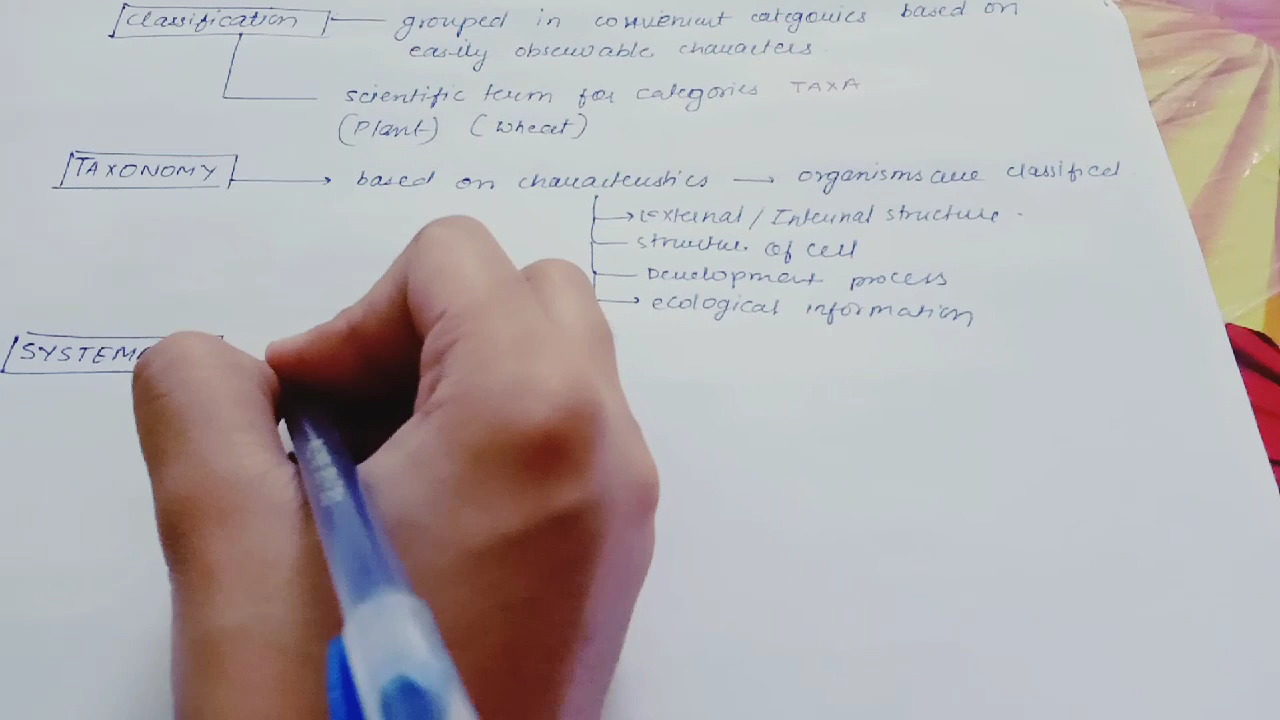 Classification grouped in convenient categories based on
easily observable characters
scientific term for categories TAXA
(Plant) (Wheat)
TAXONOMY based on characteristics → organisms are classified
External / Internal structure
structure of cell
Development process
ecological information